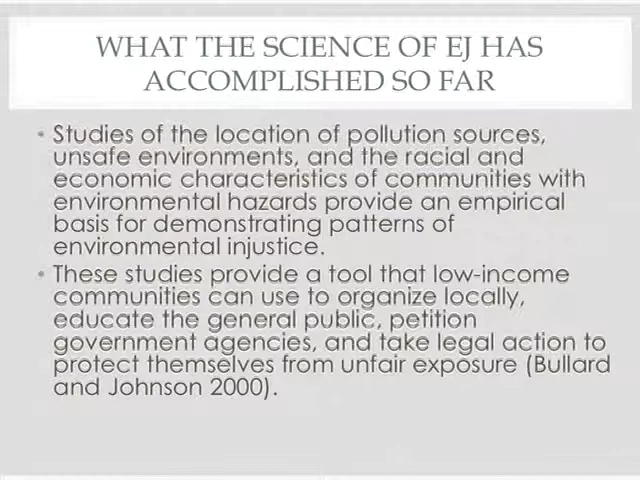 WHAT THE SCIENCE OF EJ HAS
ACCOMPLISHED SO FAR
• Studies of the location of pollution sources,
unsafe environments, and the racial and
economic characteristics of communities with
environmental hazards provide an empirical
basis for demonstrating patterns of
environmental injustice.
• These studies provide a tool that low-income
communities can use to organize locally,
educate the general public, petition
government agencies, and take legal action to
protect themselves from unfair exposure (Bullard
and Johnson 2000).